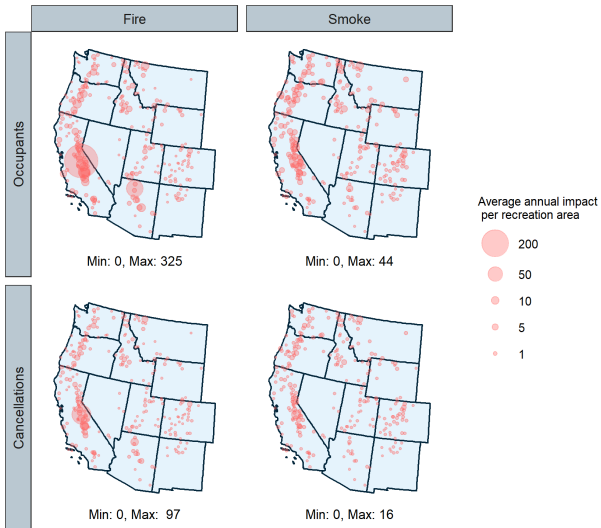 Fire
Smoke
Occupants
Min: 0, Max: 325
Min: 0, Max: 44
Average annual impact
per recreation area
200
50
10
5
1
Cancellations
Min: 0, Max: 97
Min: 0, Max: 16